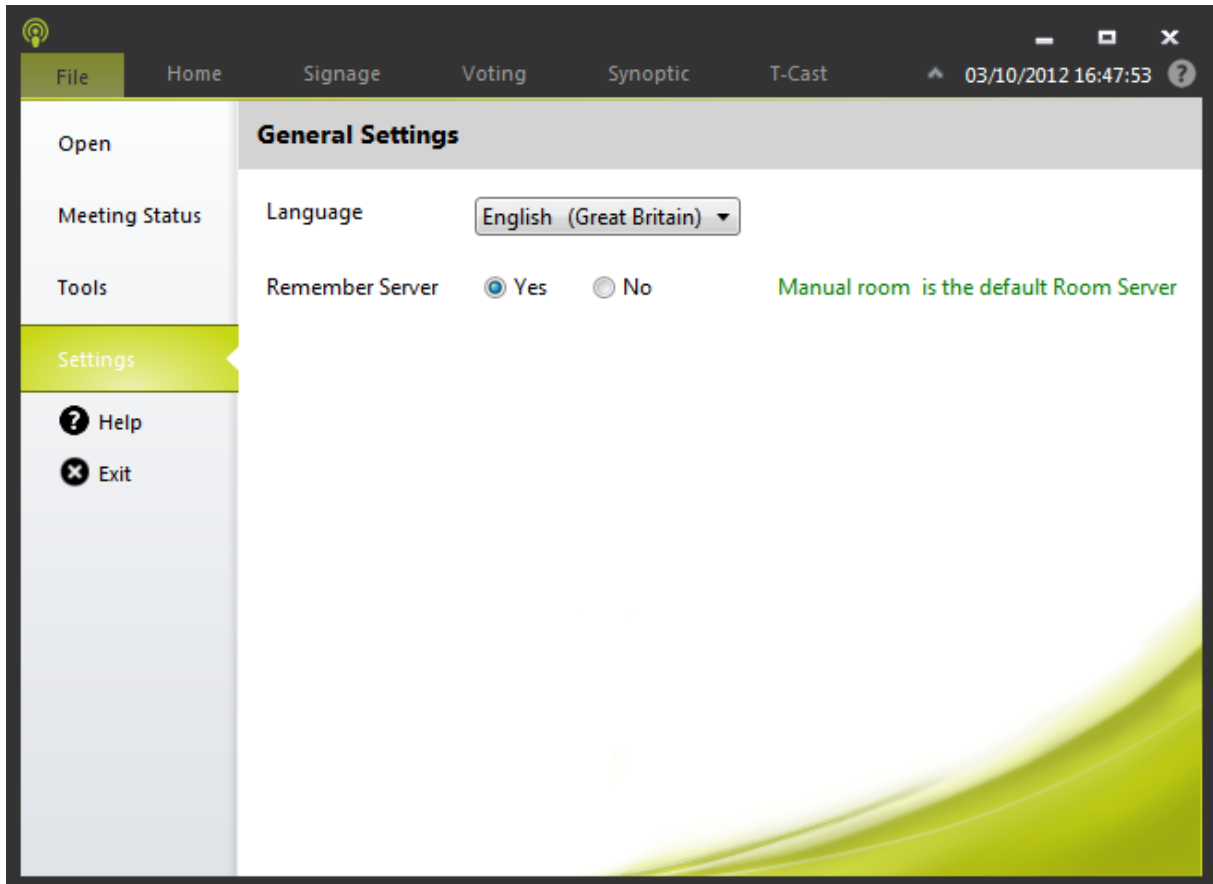 File Home Signage Voting Synoptic T-Cast 03/10/2012 16:47:53 ?
Open
General Settings
Meeting Status
Language English (Great Britain)
Tools
Remember Server Yes No Manual room is the default Room Server
Settings
? Help
Exit